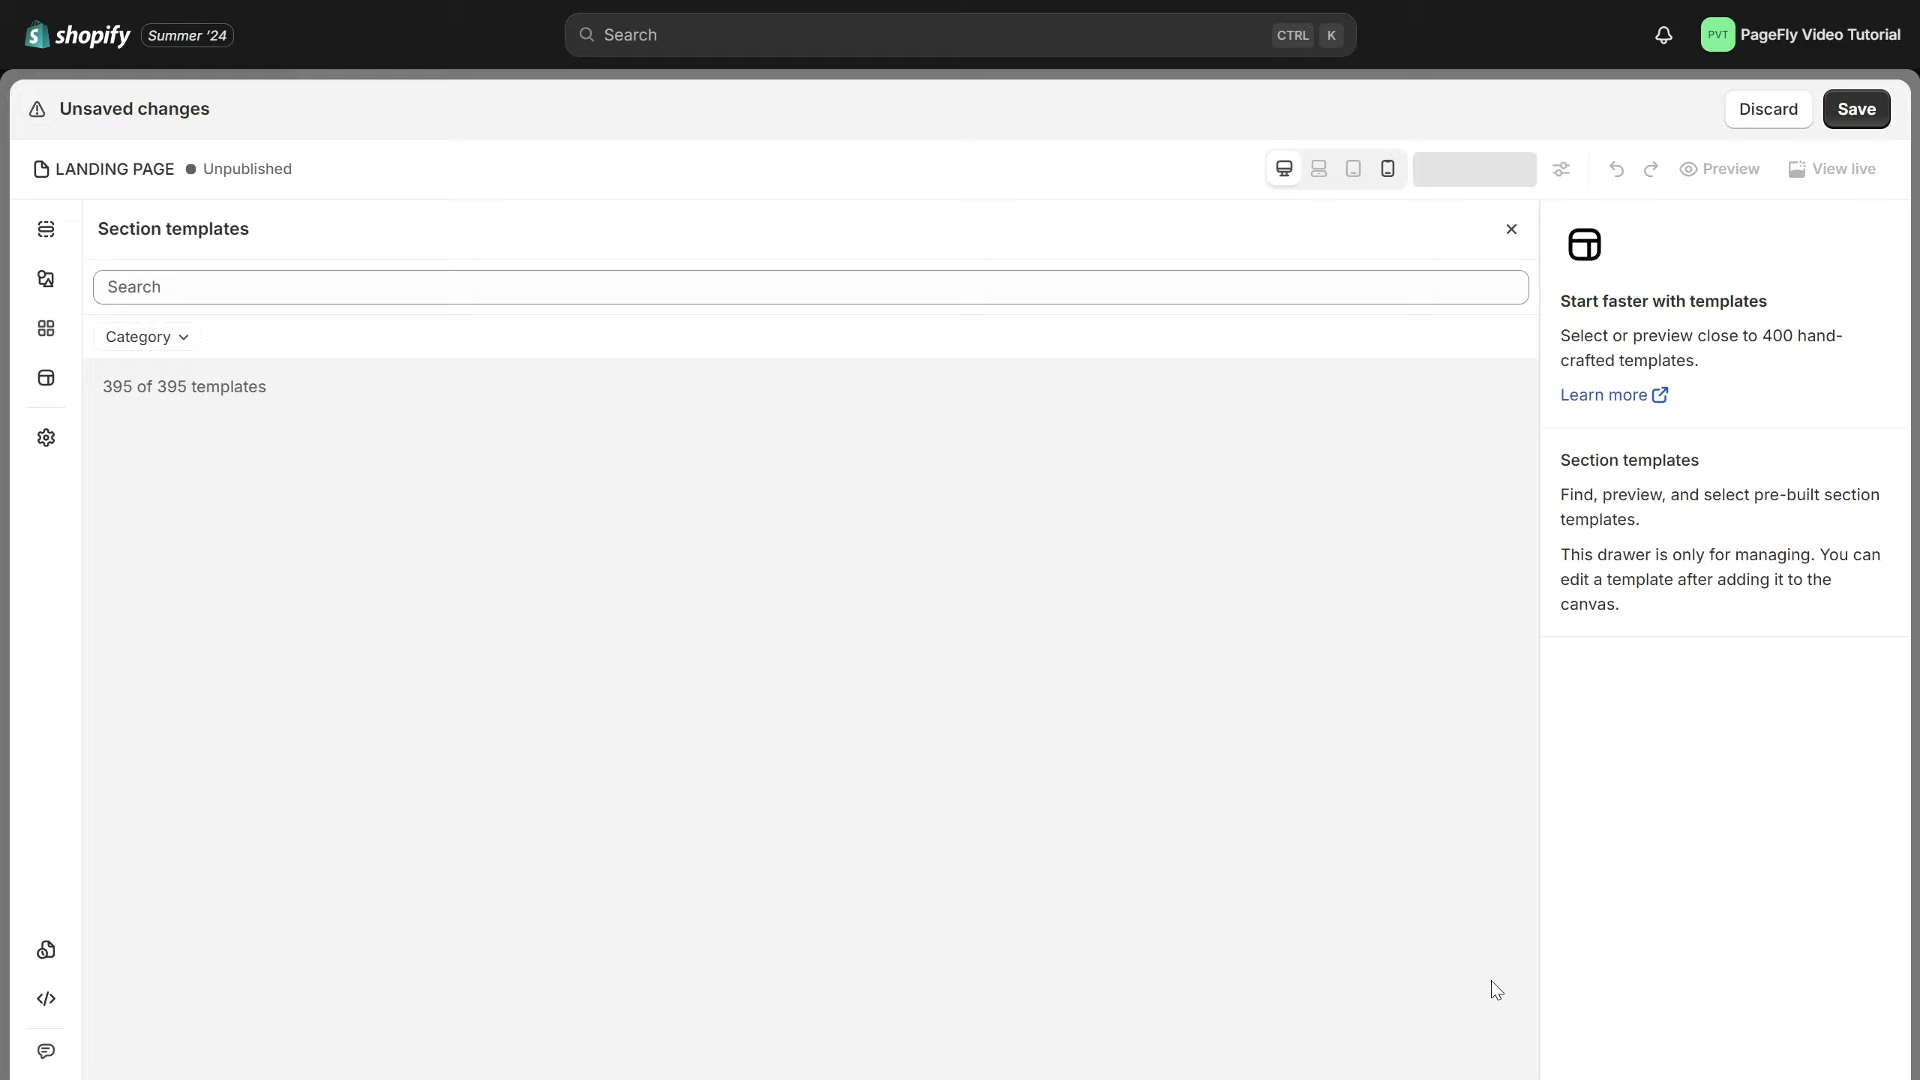 shopify
Summer '24
Search
CTRL K
PVT
PageFly Video Tutorial
Unsaved changes
Discard
Save
LANDING PAGE
Unpublished
Preview
View live
Section templates
Search
Category
395 of 395 templates
Start faster with templates
Select or preview close to 400 hand-
crafted templates.
Learn more
Section templates
Find, preview, and select pre-built section
templates.
This drawer is only for managing. You can
edit a template after adding it to the
canvas.